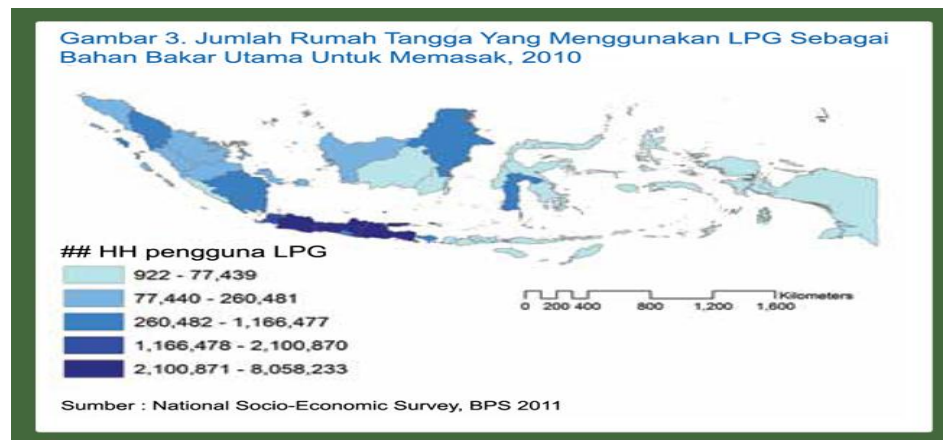 Gambar 3. Jumlah Rumah Tangga Yang Menggunakan LPG Sebagai
Bahan Bakar Utama Untuk Memasak, 2010
## HH pengguna LPG
922 - 77,439
77,440 - 260,481
260,482 - 1,166,477
1,166,478 - 2,100,870
2,100,871 - 8,058,233
Kilometers
0 200 400 800 1,200 1,600
Sumber : National Socio-Economic Survey, BPS 2011